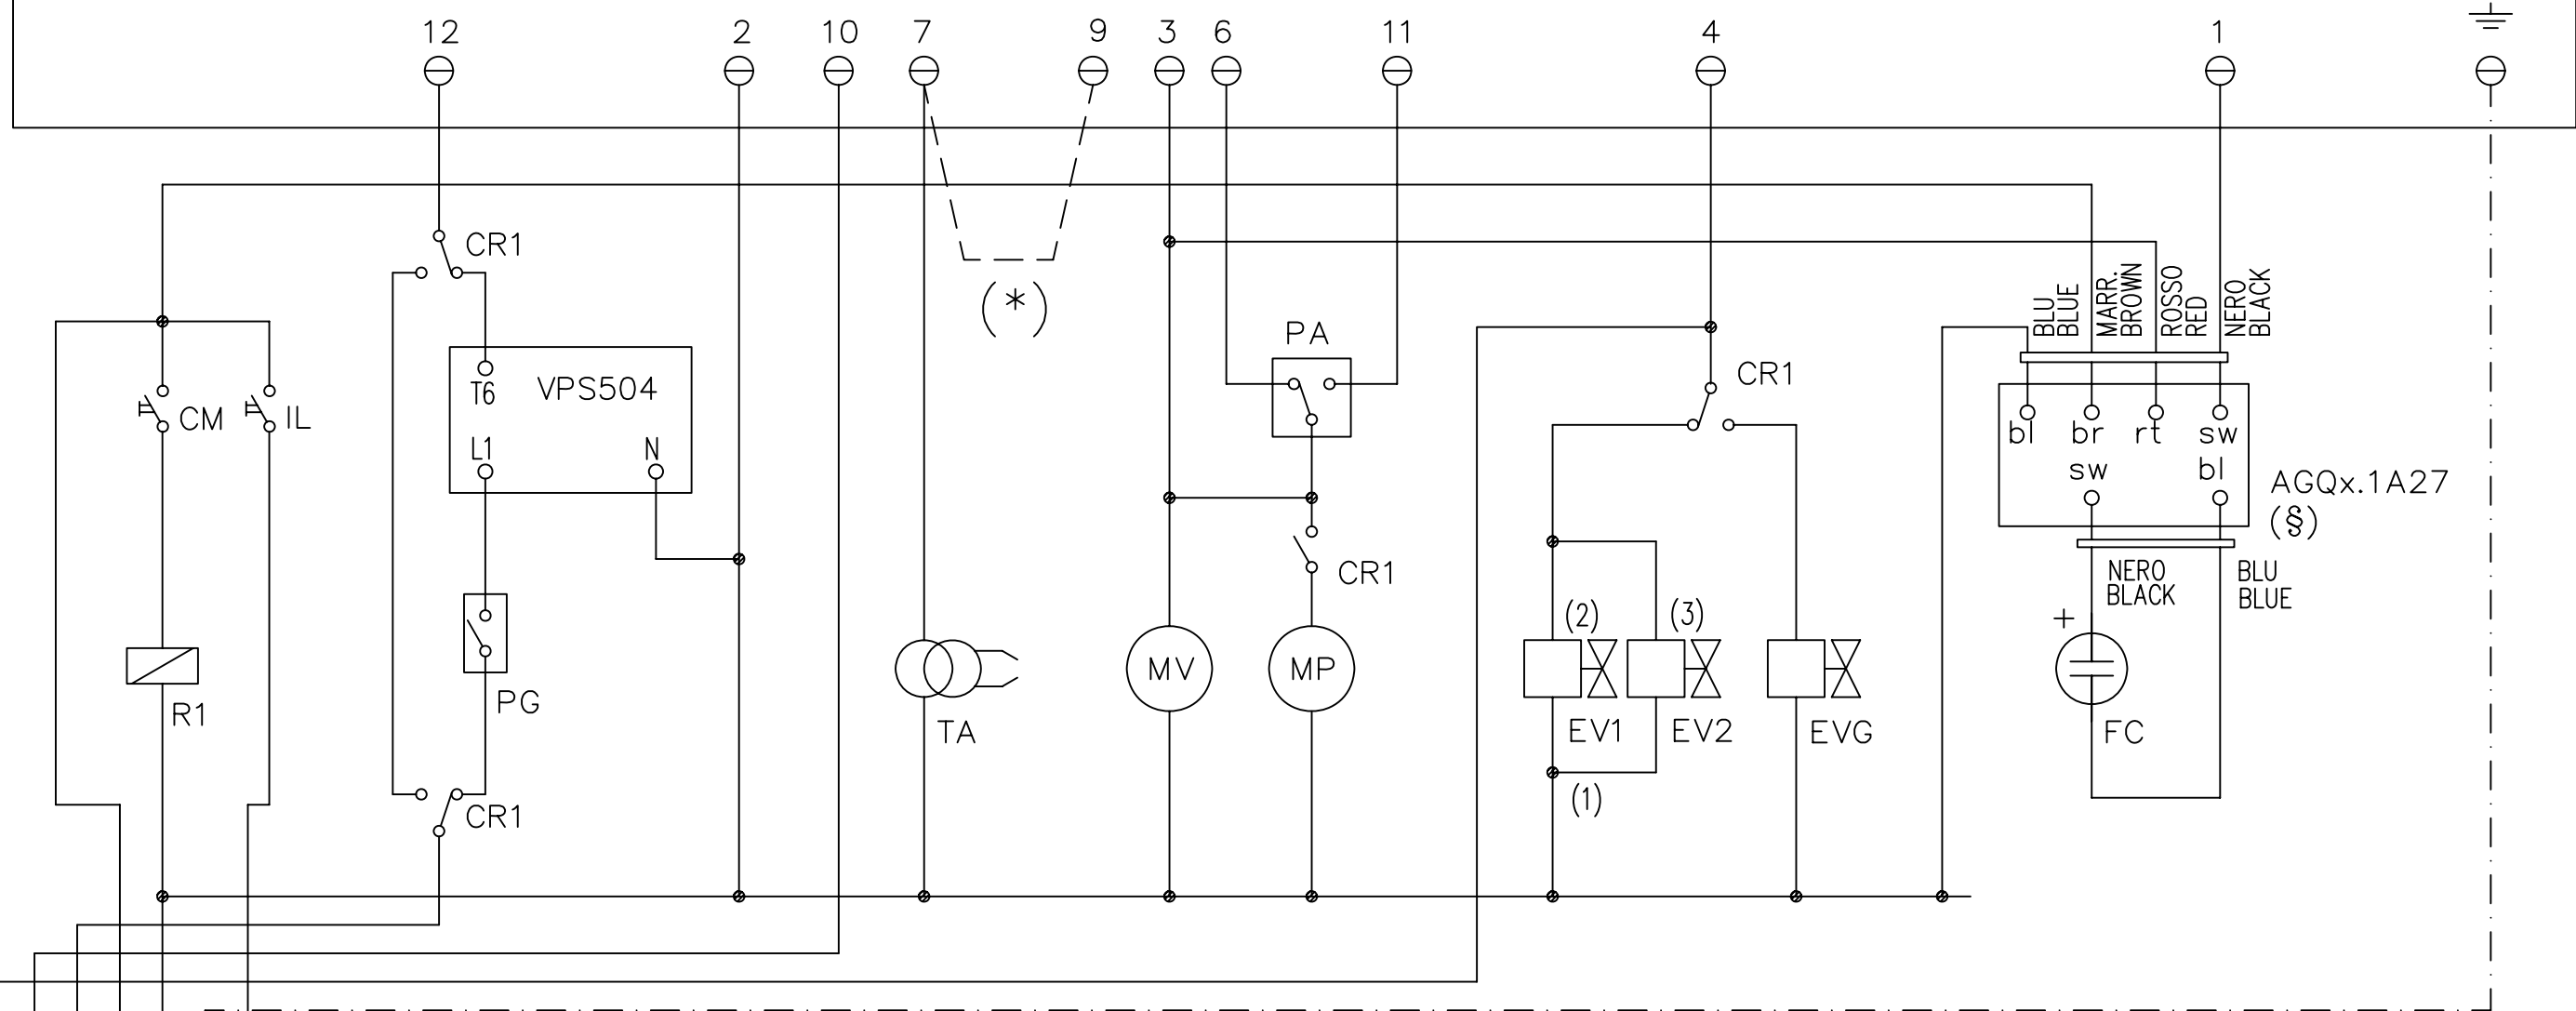 12 2 10 7 9 3 6 11 4 1
CR1
(*)
BLU
BLUE
MARR.
BROWN
ROSSO
RED
NERO
BLACK
PA
CR1
T6 VPS504
CM IL
L1 N
bl br rt sw
sw bl
AGQx.1A27
(§)
CR1
NERO
BLACK
BLU
BLUE
(2) (3)
+
MV MP
PG
R1
TA
EV1 EV2 EVG
FC
(1)
CR1